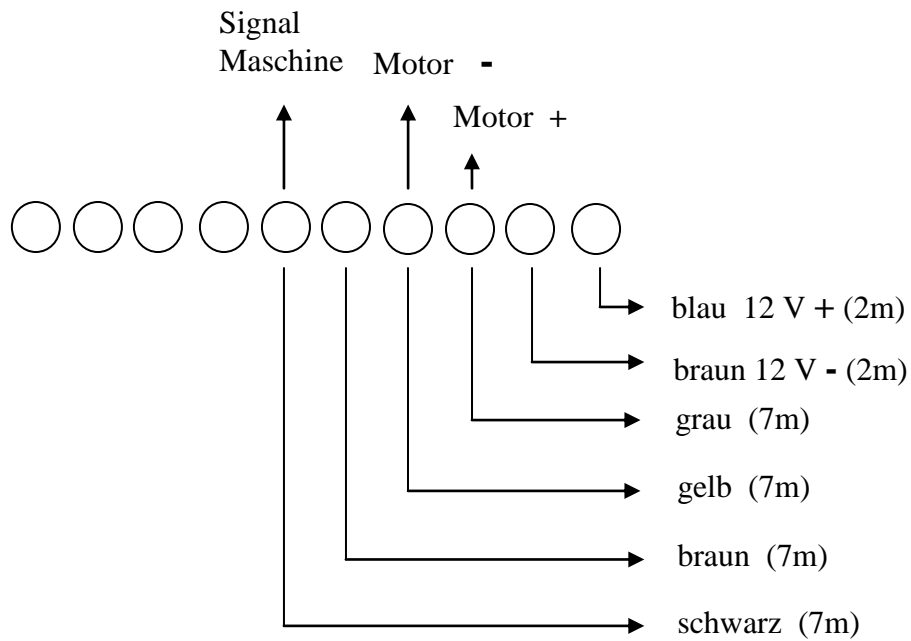 Signal
Maschine Motor -
Motor +
blau 12 V + (2m)
braun 12 V - (2m)
grau (7m)
gelb (7m)
braun (7m)
schwarz (7m)